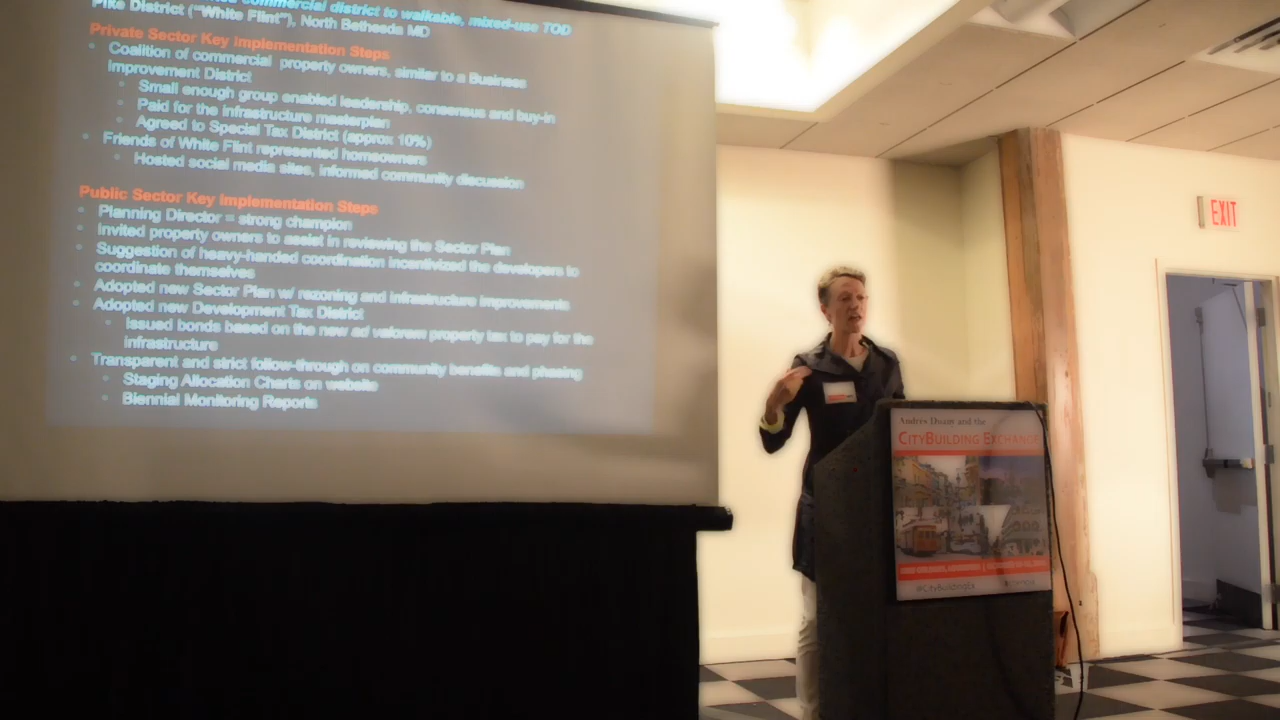 commercial district to walkable, mixed-use TOD
Pike District ("White Flint"), North Bethesda MD
Private Sector Key Implementation Steps
• Coalition of commercial property owners, similar to a Business
Improvement District
• Small enough group enabled leadership, consensus and buy-in
• Paid for the infrastructure masterplan
• Agreed to Special Tax District (approx 10%)
• Friends of White Flint represented homeowners
• Hosted social media sites, informed community discussion
Public Sector Key Implementation Steps
• Planning Director = strong champion
• Invited property owners to assist in reviewing the Sector Plan
• Suggestion of heavy-handed coordination incentivized the developers to
coordinate themselves
• Adopted new Sector Plan w/ rezoning and infrastructure improvements
• Adopted new Development Tax District
• Issued bonds based on the new ad valorem property tax to pay for the
infrastructure
• Transparent and strict follow-through on community benefits and phasing
• Staging Allocation Charts on website
• Biennial Monitoring Reports
EXIT
Andrés Duany and the
CITYBUILDING EXCHANGE
@CityBuildingEx